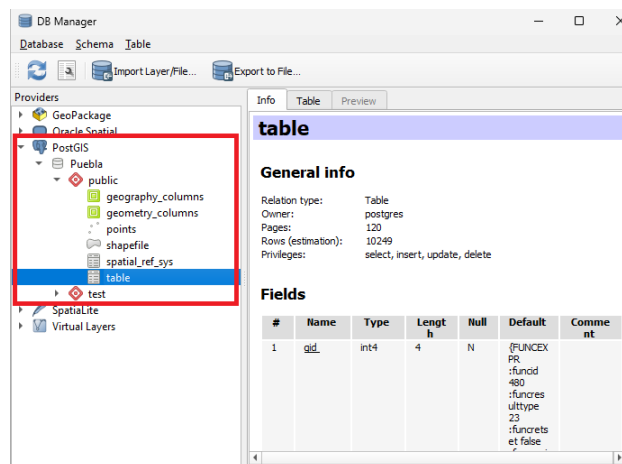 DB Manager
Database Schema Table
Import Layer/File... Export to File...
Providers
GeoPackage
Oracle Spatial
PostGIS
Puebla
public
geography_columns
geometry_columns
points
shapefile
spatial_ref_sys
table
test
SpatiaLite
Virtual Layers
Info Table Preview
table
General info
Relation type: Table
Owner: postgres
Pages: 120
Rows (estimation): 10249
Privileges: select, insert, update, delete
Fields
# Name Type Lengt Null Default Comme
h nt
1 gid int4 4 N {FUNCEX
PR
:funcid
480
:funcres
ulttype
23
:funcrets
et false